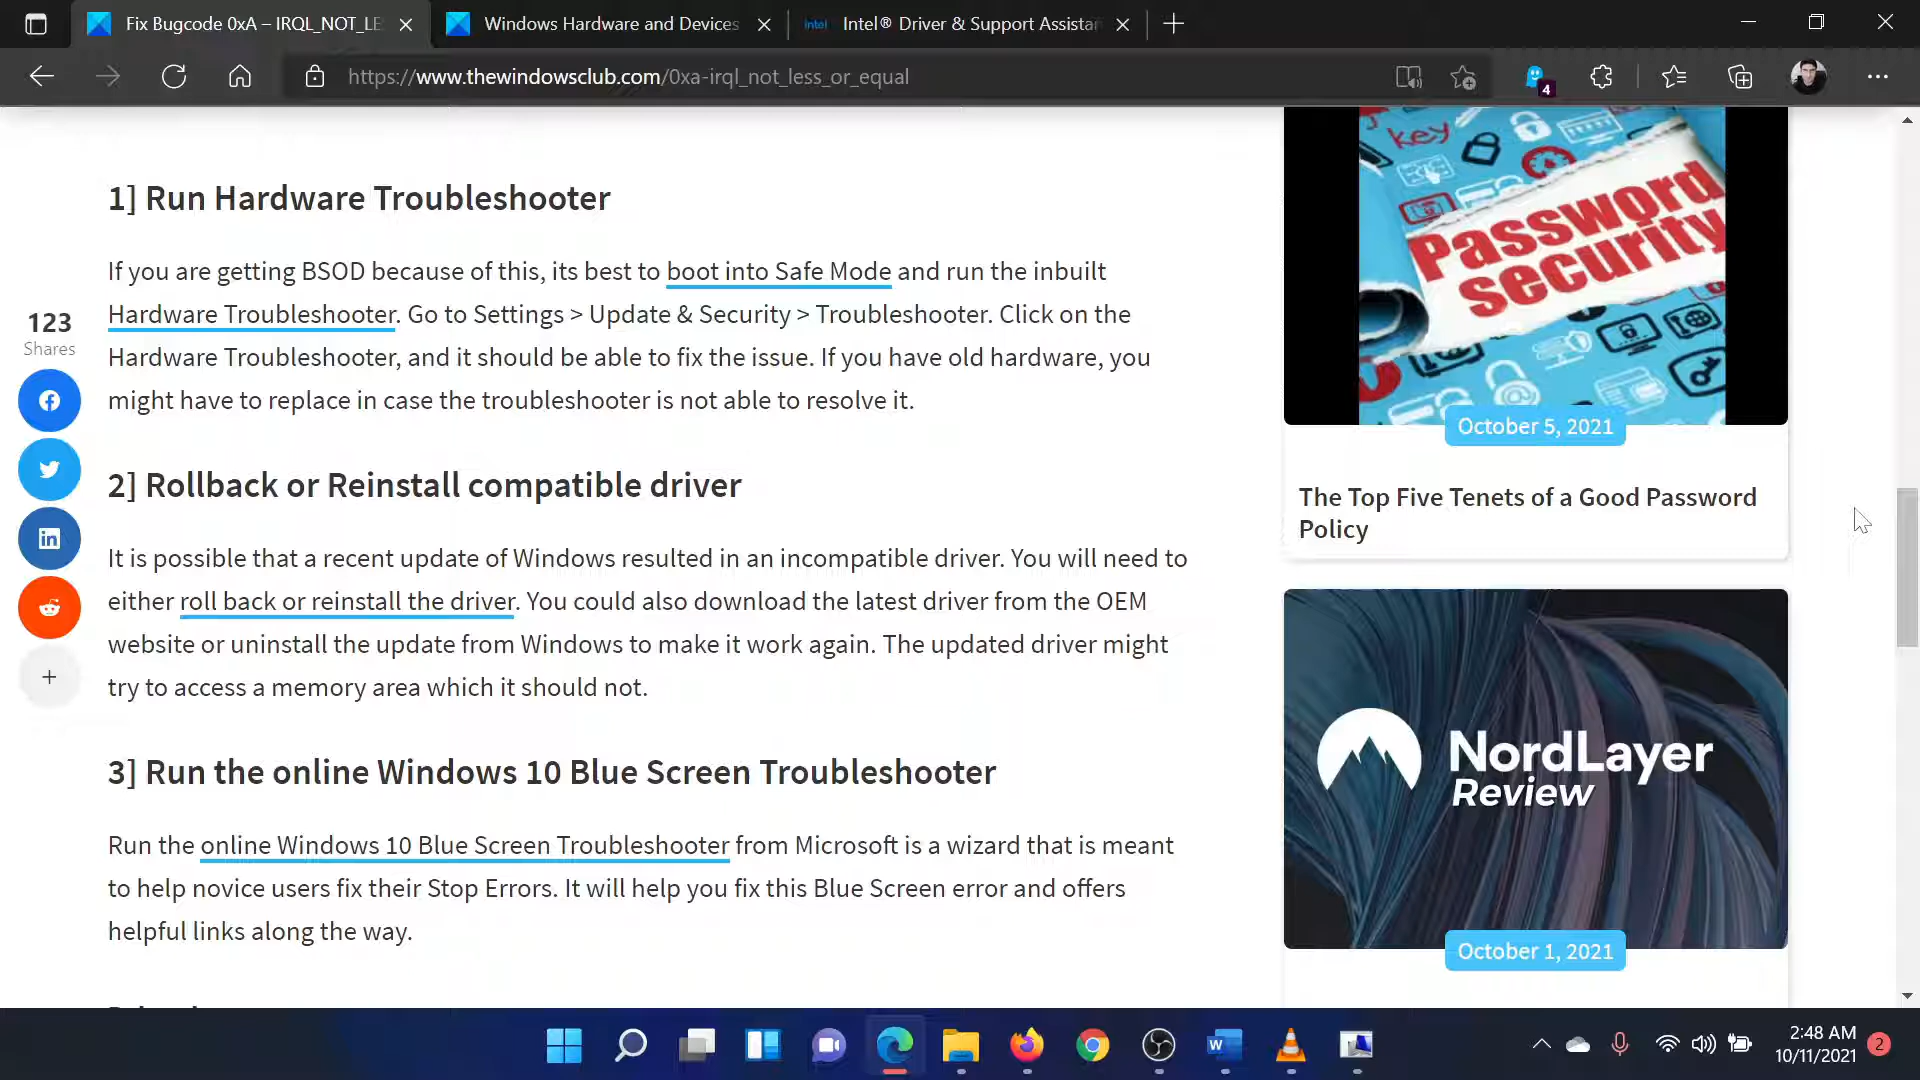 Fix Bugcode 0xA – IRQL_NOT_LE
Windows Hardware and Devices
intel
Intel® Driver & Support Assistan
https://www.thewindowsclub.com/0xa-irql_not_less_or_equal
4
1] Run Hardware Troubleshooter
If you are getting BSOD because of this, its best to boot into Safe Mode and run the inbuilt
Hardware Troubleshooter. Go to Settings > Update & Security > Troubleshooter. Click on the
Hardware Troubleshooter, and it should be able to fix the issue. If you have old hardware, you
might have to replace in case the troubleshooter is not able to resolve it.
123
Shares
2] Rollback or Reinstall compatible driver
It is possible that a recent update of Windows resulted in an incompatible driver. You will need to
either roll back or reinstall the driver. You could also download the latest driver from the OEM
website or uninstall the update from Windows to make it work again. The updated driver might
try to access a memory area which it should not.
3] Run the online Windows 10 Blue Screen Troubleshooter
Run the online Windows 10 Blue Screen Troubleshooter from Microsoft is a wizard that is meant
to help novice users fix their Stop Errors. It will help you fix this Blue Screen error and offers
helpful links along the way.
key
Password
security
October 5, 2021
The Top Five Tenets of a Good Password
Policy
NordLayer
Review
October 1, 2021
2:48 AM
10/11/2021
2